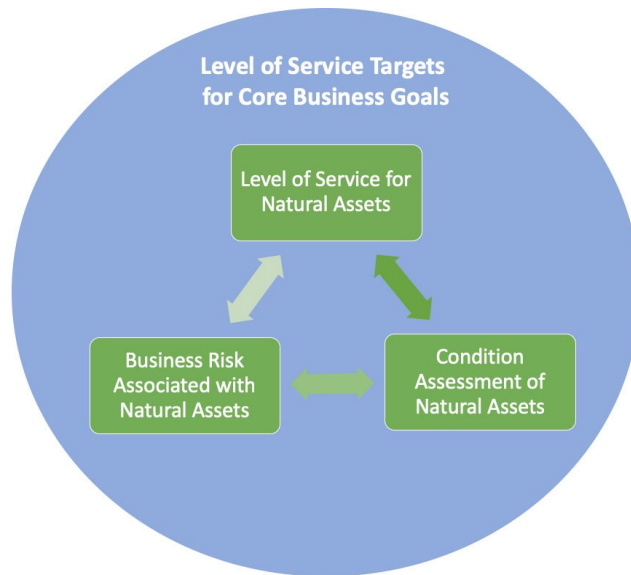 Level of Service Targets
for Core Business Goals
Level of Service for
Natural Assets
Business Risk
Associated with
Natural Assets
Condition
Assessment of
Natural Assets